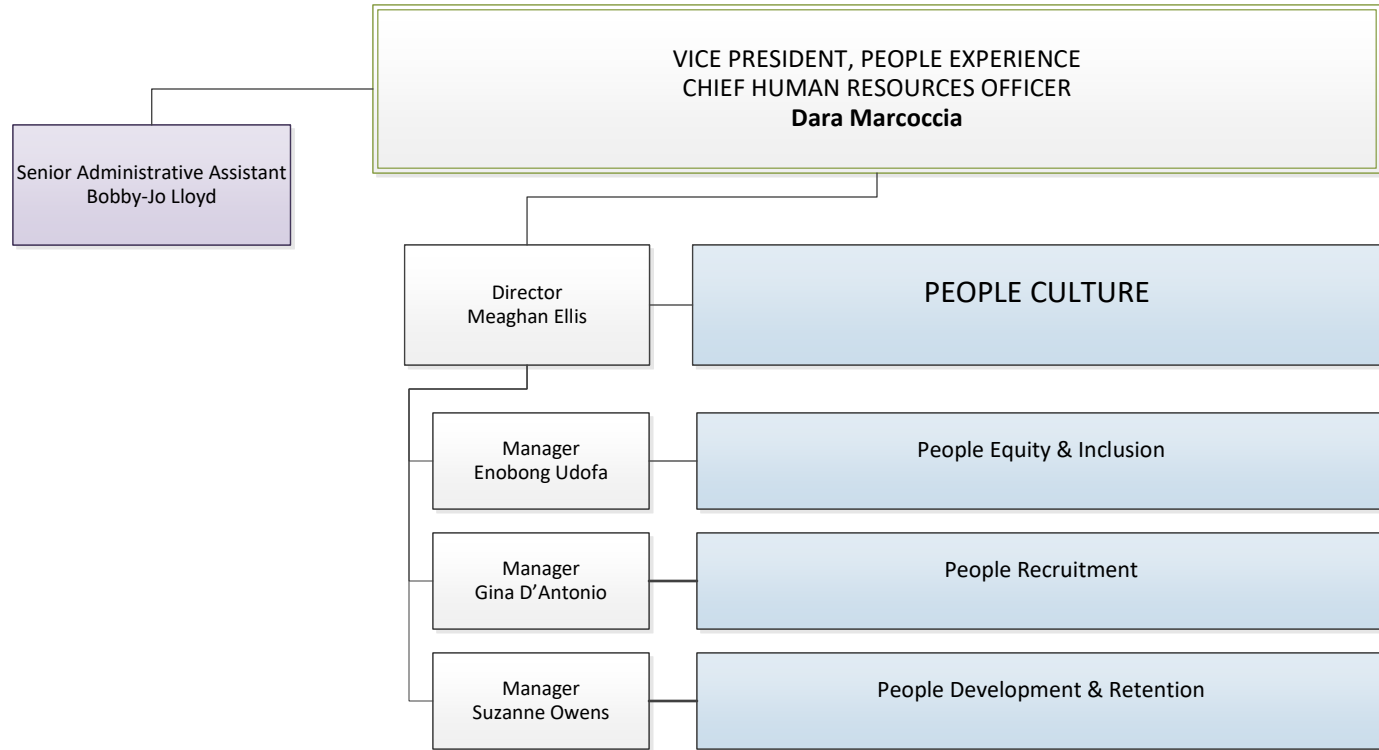 VICE PRESIDENT, PEOPLE EXPERIENCE
CHIEF HUMAN RESOURCES OFFICER
Dara Marcoccia
Senior Administrative Assistant
Bobby-Jo Lloyd
Director
Meaghan Ellis
PEOPLE CULTURE
Manager
Enobong Udofa
People Equity & Inclusion
Manager
Gina D’Antonio
People Recruitment
Manager
Suzanne Owens
People Development & Retention